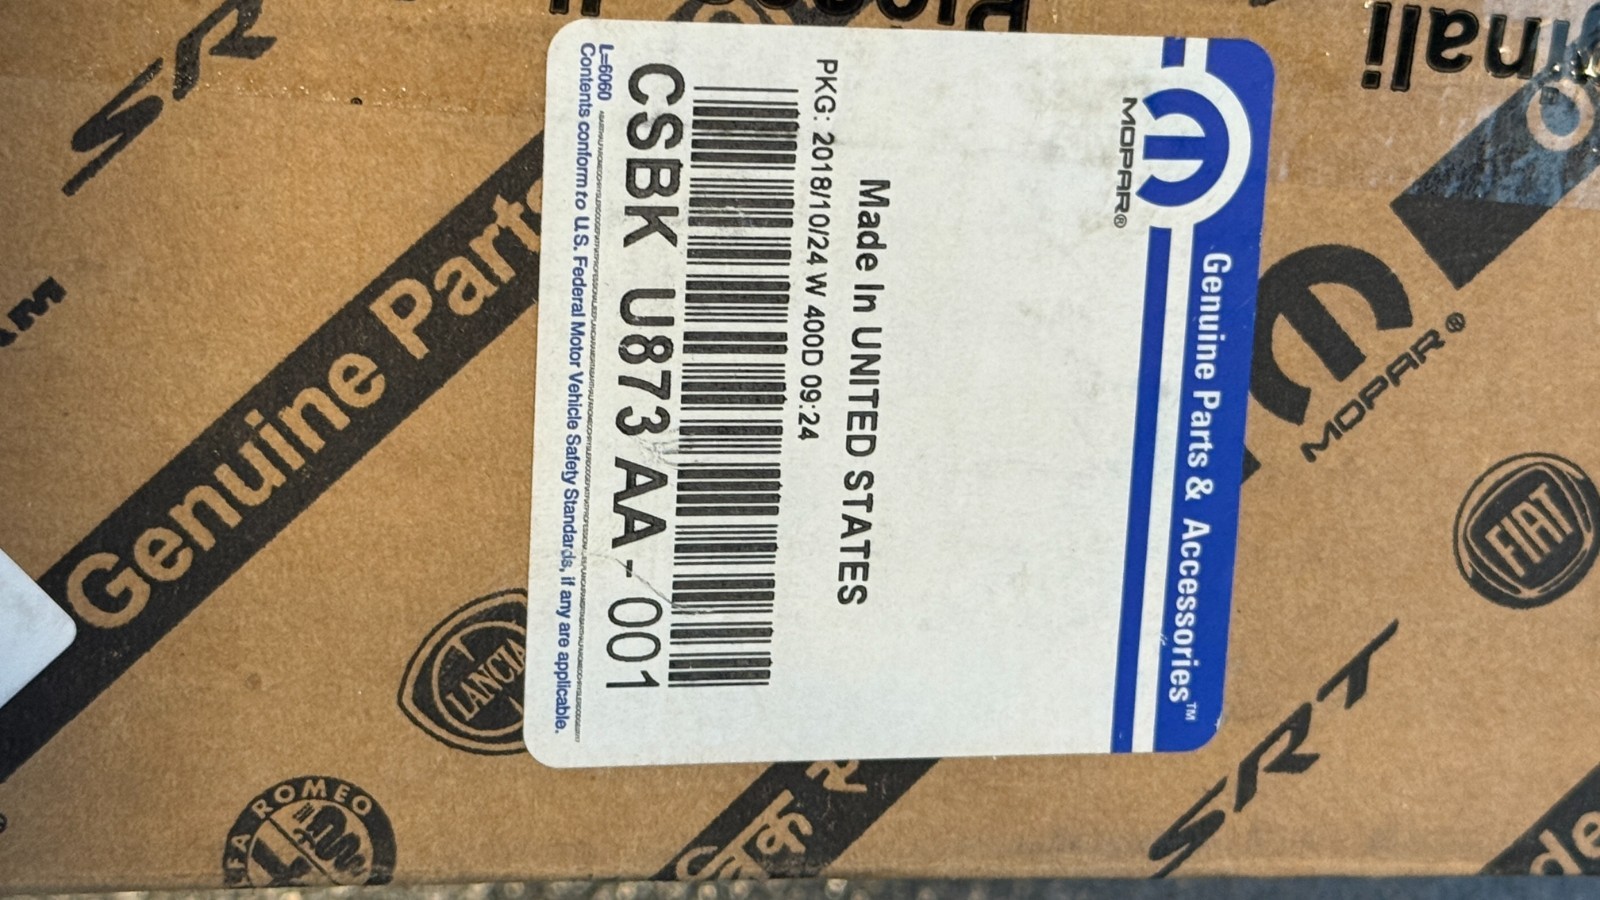 Genuine Parts & Accessories™
MOPAR®
Made In UNITED STATES
PKG: 2018/10/24 W 400D 09:24
CSBK U873 AA - 001
L=6060
Contents conform to U.S. Federal Motor Vehicle Safety Standards, if any are applicable.
SRT
Genuine Parts
LANCIA
ALFA ROMEO
MOPAR®
FIAT
SRT